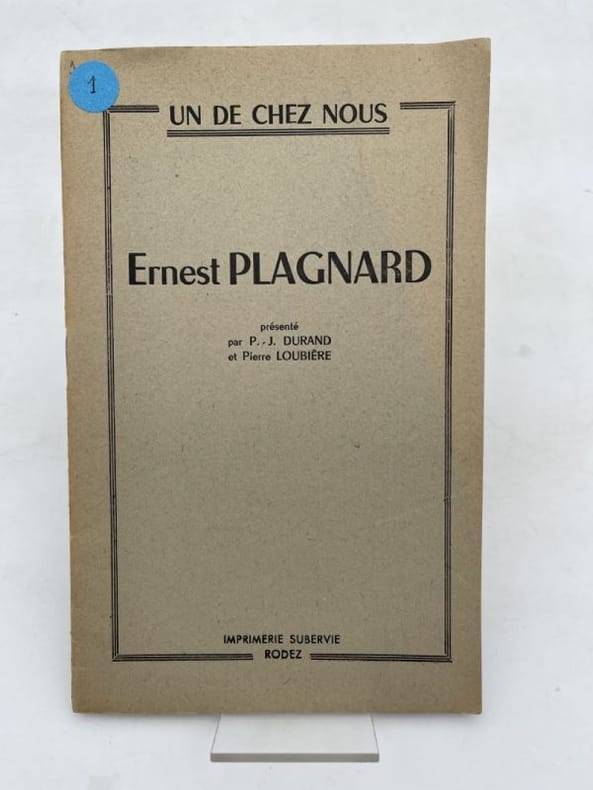 1
UN DE CHEZ NOUS
Ernest PLAGNARD
présenté
par P.-J. DURAND
et Pierre LOUBIÈRE
IMPRIMERIE SUBERVIE
RODEZ